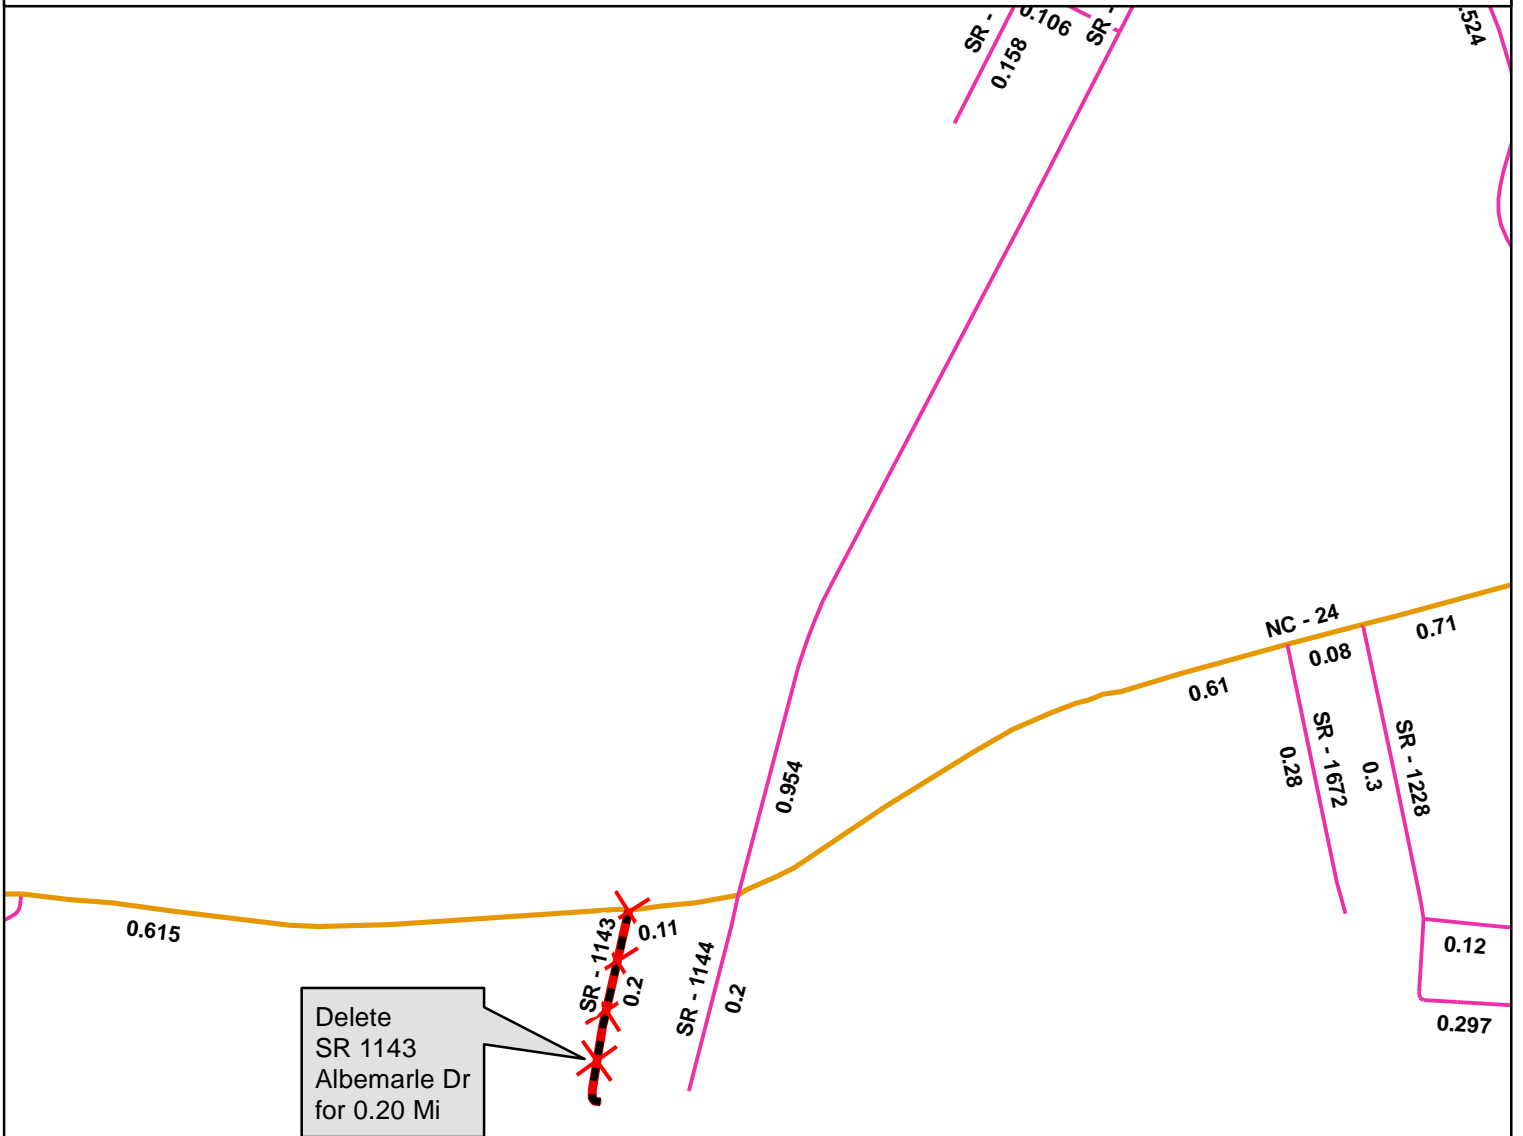 SR -
0.106
SR -
0.158
.524
NC - 24
0.71
0.08
0.61
SR - 1672
0.28
SR - 1228
0.3
0.954
0.615
SR - 1143
0.11
0.2
SR - 1144
0.2
0.12
0.297
Delete
SR 1143
Albemarle Dr
for 0.20 Mi